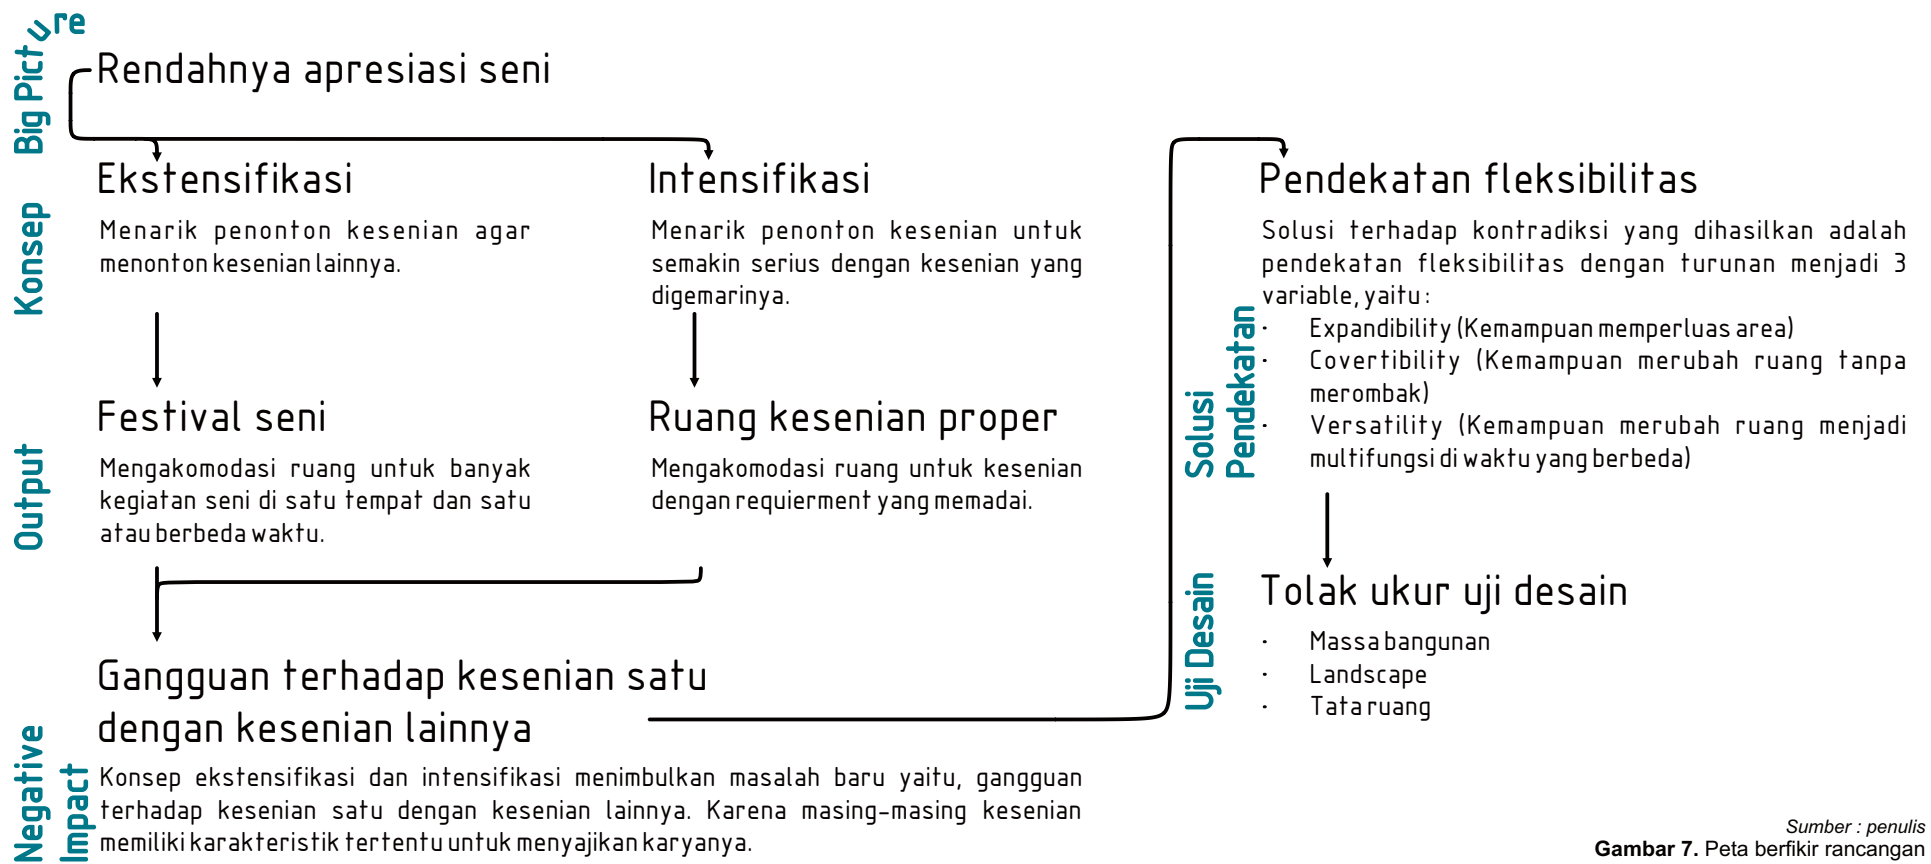 Big Picture
Rendahnya apresiasi seni
Konsep
Ekstensifikasi
Menarik penonton kesenian agar
menonton kesenian lainnya.
Intensifikasi
Menarik penonton kesenian untuk
semakin serius dengan kesenian yang
digemarinya.
Output
Festival seni
Mengakomodasi ruang untuk banyak
kegiatan seni di satu tempat dan satu
atau berbeda waktu.
Ruang kesenian proper
Mengakomodasi ruang untuk kesenian
dengan requierment yang memadai.
Negative
Impact
Gangguan terhadap kesenian satu
dengan kesenian lainnya
Konsep ekstensifikasi dan intensifikasi menimbulkan masalah baru yaitu, gangguan
terhadap kesenian satu dengan kesenian lainnya. Karena masing-masing kesenian
memiliki karakteristik tertentu untuk menyajikan karyanya.
Solusi
Pendekatan
Pendekatan fleksibilitas
Solusi terhadap kontradiksi yang dihasilkan adalah
pendekatan fleksibilitas dengan turunan menjadi 3
variable, yaitu :
· Expandibility (Kemampuan memperluas area)
· Covertibility (Kemampuan merubah ruang tanpa
merombak)
· Versatility (Kemampuan merubah ruang menjadi
multifungsi di waktu yang berbeda)
Uji Desain
Tolak ukur uji desain
· Massa bangunan
· Landscape
· Tata ruang
Sumber : penulis
Gambar 7. Peta berfikir rancangan